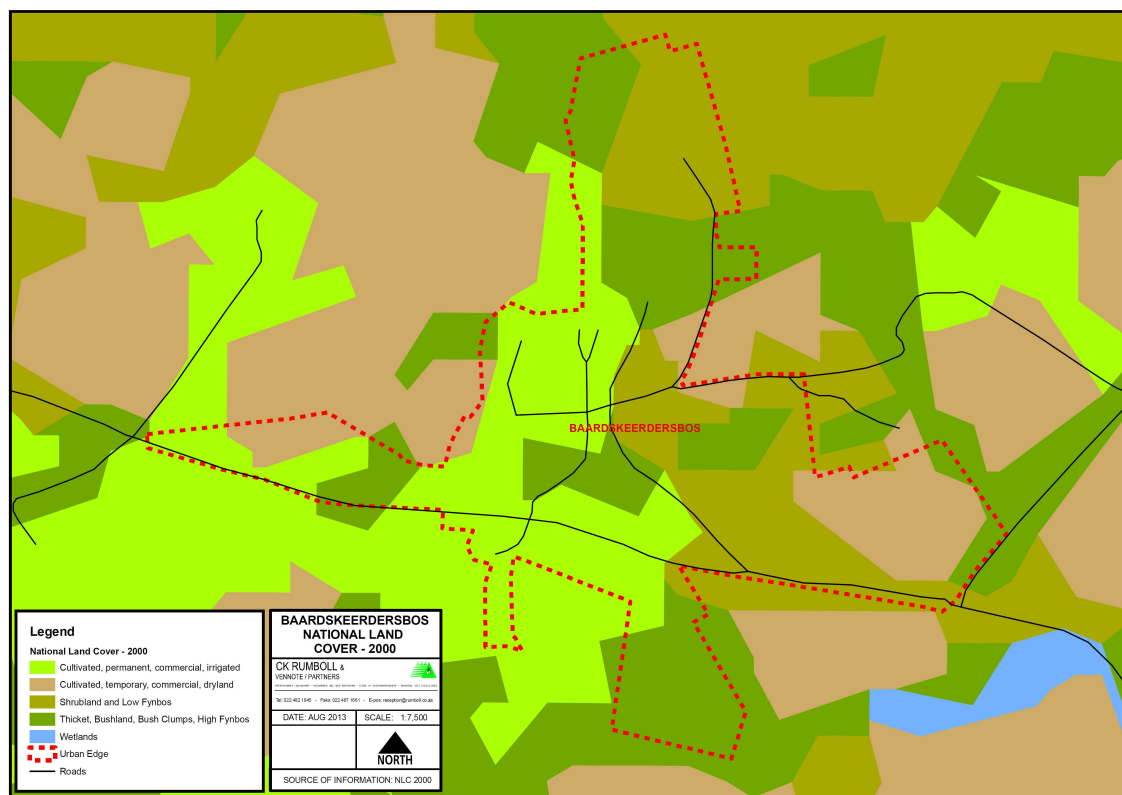 BAARDSKEERDERSBOS
Legend
National Land Cover - 2000
Cultivated, permanent, commercial, irrigated
Cultivated, temporary, commercial, dryland
Shrubland and Low Fynbos
Thicket, Bushland, Bush Clumps, High Fynbos
Wetlands
Urban Edge
Roads
BAARDSKEERDERSBOS
NATIONAL LAND
COVER - 2000
CK RUMBOLL &
VENNOTE / PARTNERS
DATE: AUG 2013
SCALE: 1:7,500
NORTH
SOURCE OF INFORMATION: NLC 2000